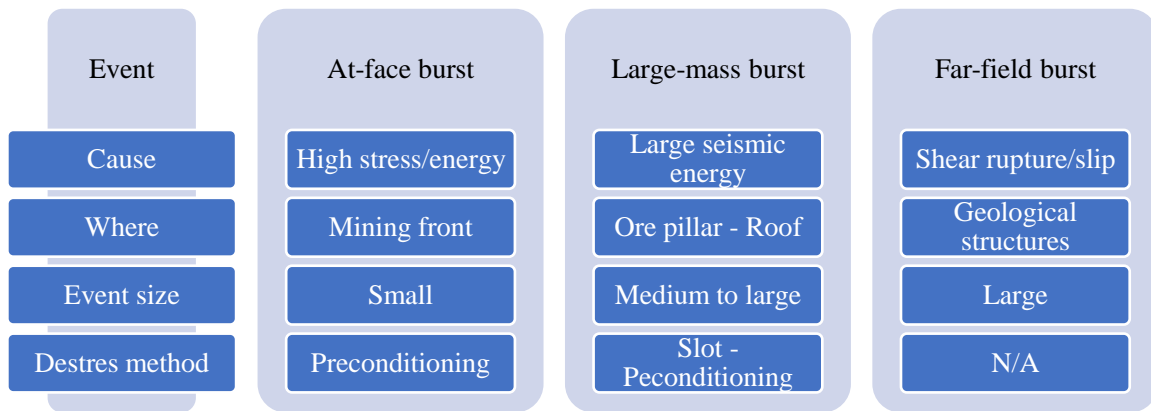 Event
At-face burst
Large-mass burst
Far-field burst
Cause
High stress/energy
Large seismic
energy
Shear rupture/slip
Where
Mining front
Ore pillar - Roof
Geological
structures
Event size
Small
Medium to large
Large
Destres method
Preconditioning
Slot -
Peconditioning
N/A